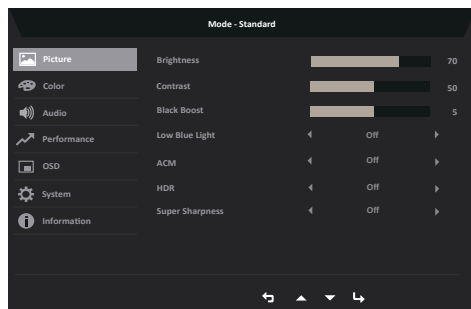 Mode - Standard
Picture
Brightness 70
Color
Contrast 50
Audio
Black Boost 5
Performance
Low Blue Light Off
OSD
ACM Off
System
HDR Off
Information
Super Sharpness Off